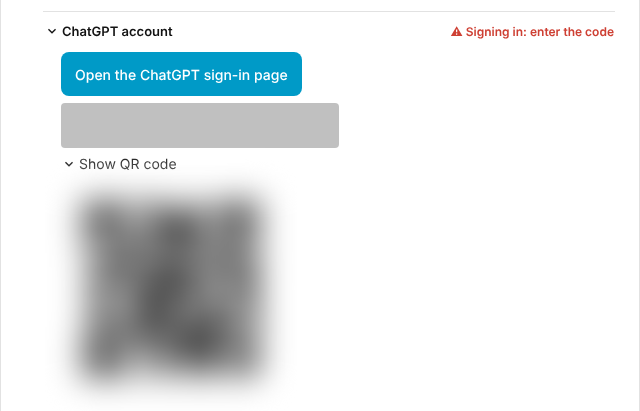 ChatGPT account
Signing in: enter the code
Open the ChatGPT sign-in page
Show QR code